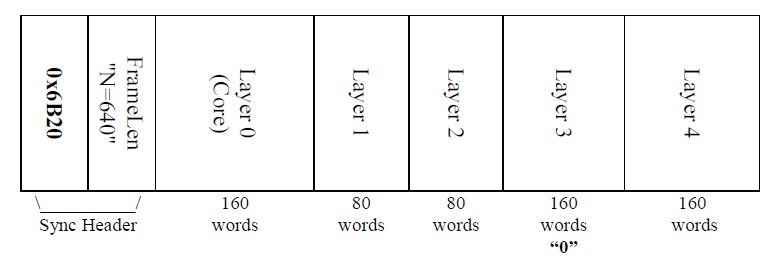 0x6B20
FrameLen
"N=640"
Layer 0
(Core)
Layer 1
Layer 2
Layer 3
Layer 4
\__________/
Sync Header
160
words
80
words
80
words
160
words
“0”
160
words